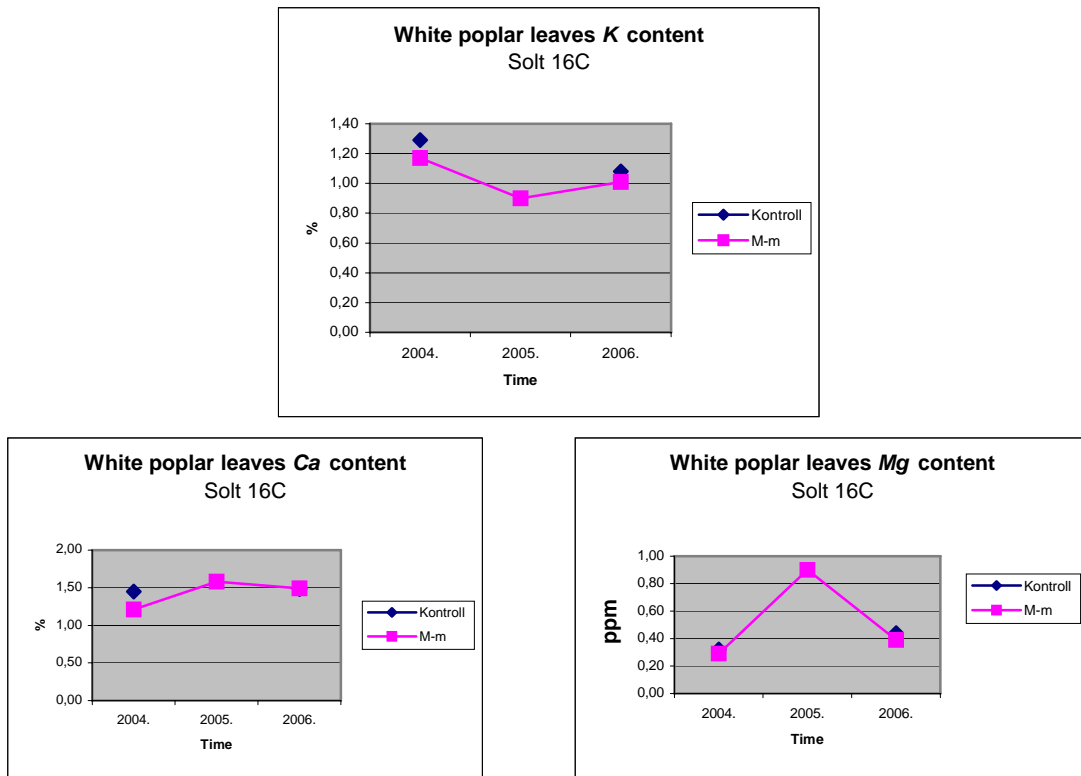 White poplar leaves K content
Solt 16C
1,40
1,20
1,00
0,80
0,60
0,40
0,20
0,00
%
2004. 2005. 2006.
Time
Kontroll
M-m
White poplar leaves Ca content
Solt 16C
2,00
1,50
1,00
0,50
0,00
%
2004. 2005. 2006.
Time
Kontroll
M-m
White poplar leaves Mg content
Solt 16C
1,00
0,80
0,60
0,40
0,20
0,00
ppm
2004. 2005. 2006.
Time
Kontroll
M-m